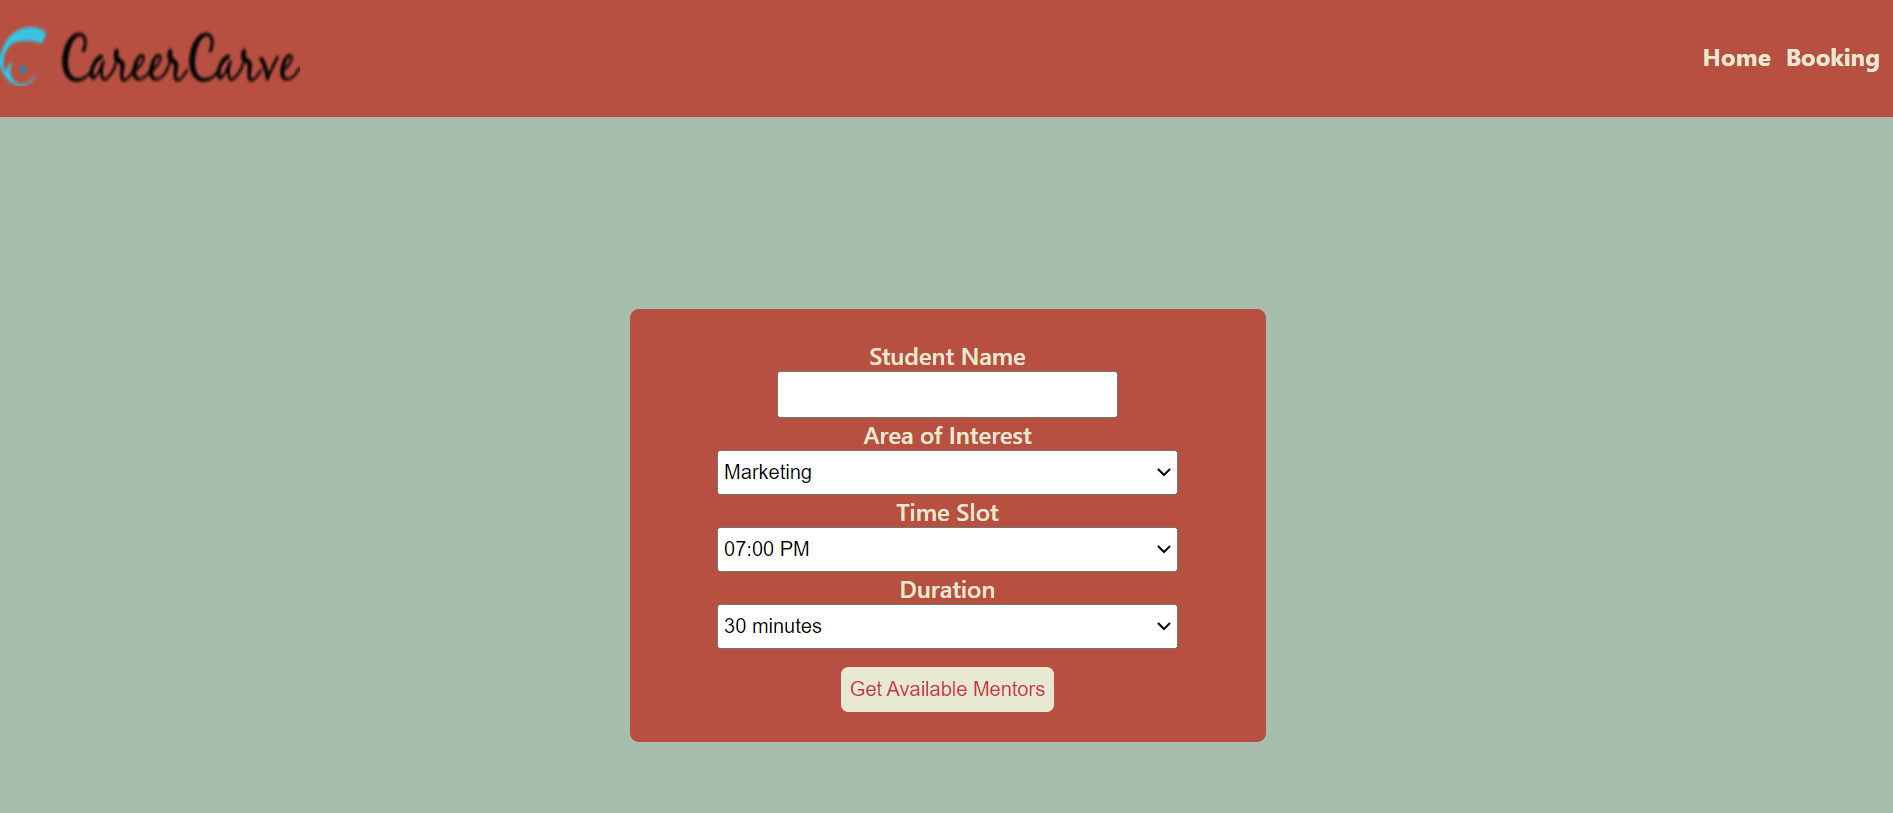 CareerCarve
Home Booking
Student Name
Area of Interest
Marketing
Time Slot
07:00 PM
Duration
30 minutes
Get Available Mentors